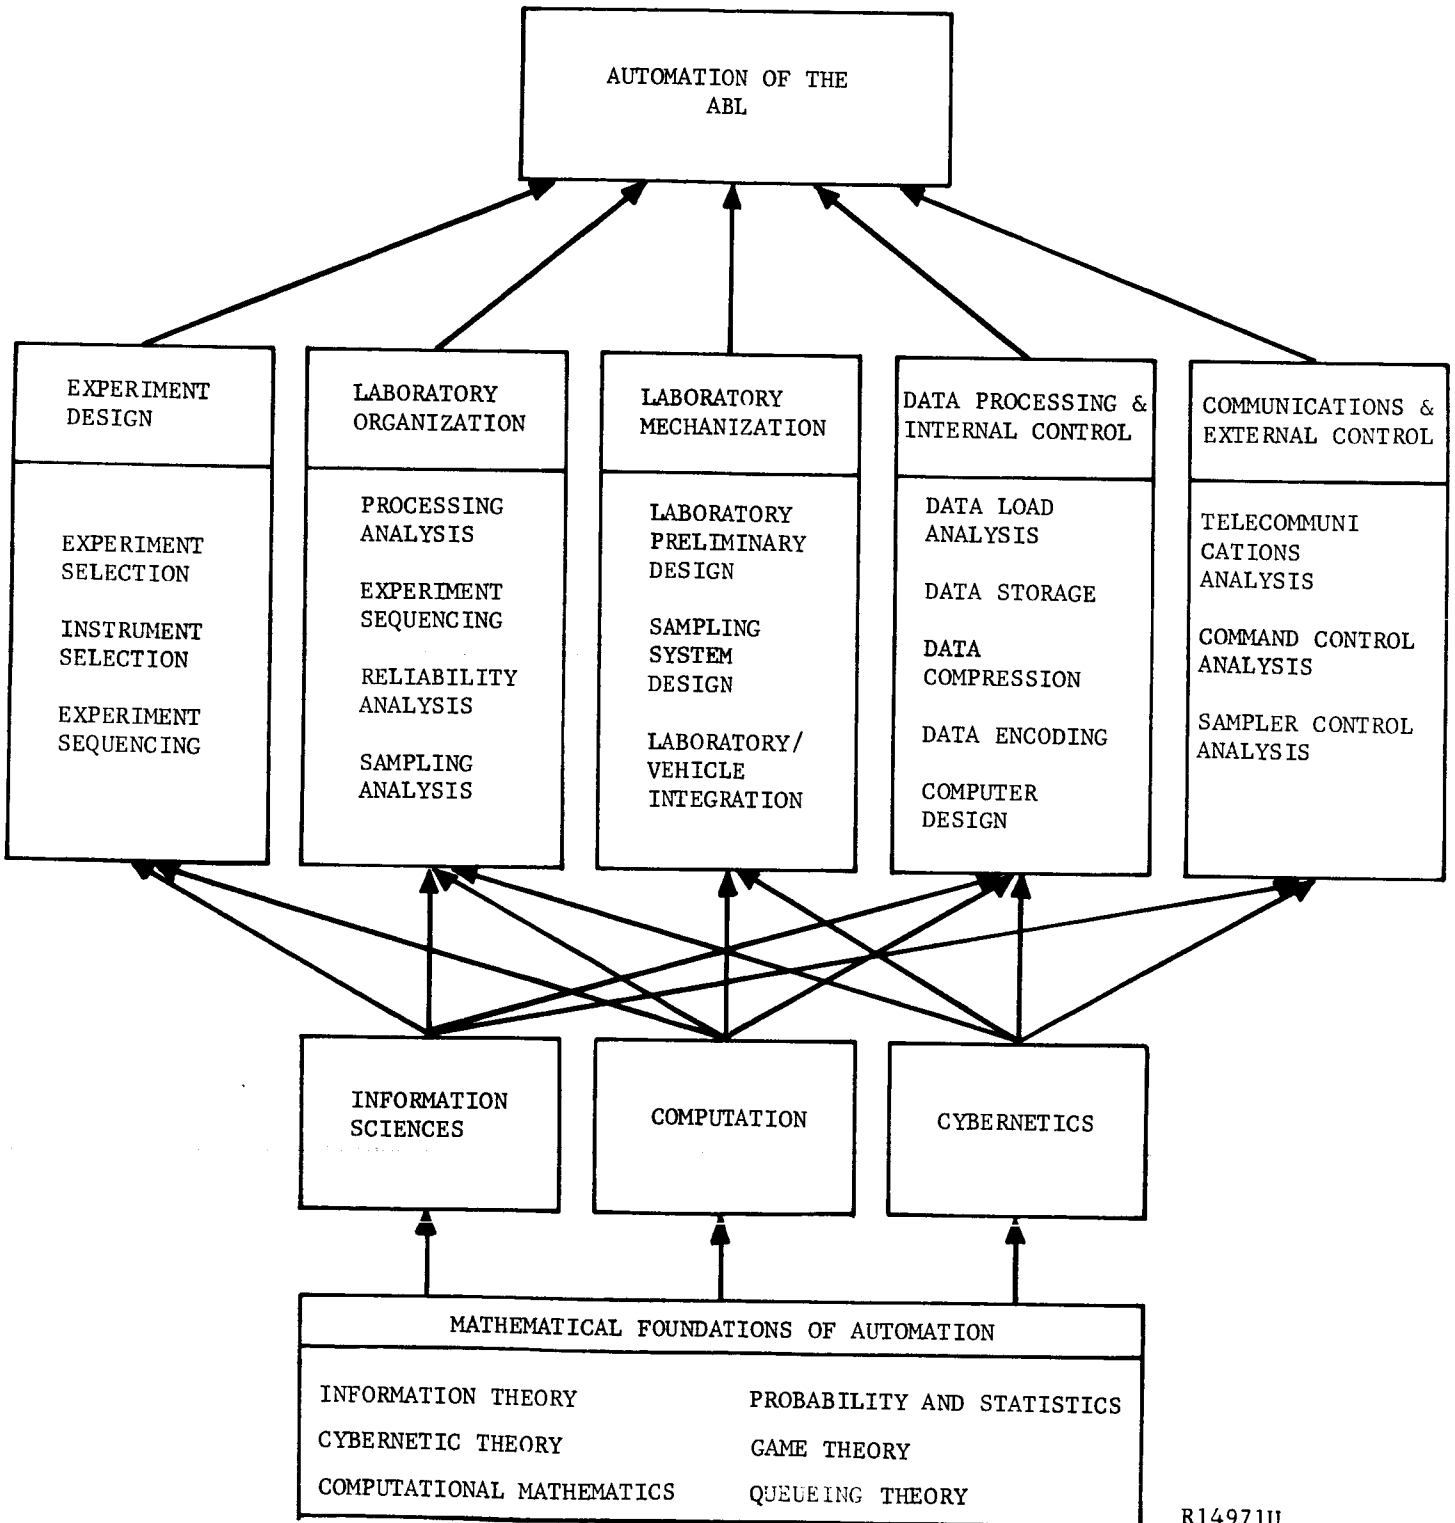 AUTOMATION OF THE
ABL
EXPERIMENT
DESIGN
EXPERIMENT
SELECTION
INSTRUMENT
SELECTION
EXPERIMENT
SEQUENCING
LABORATORY
ORGANIZATION
PROCESSING
ANALYSIS
EXPERIMENT
SEQUENCING
RELIABILITY
ANALYSIS
SAMPLING
ANALYSIS
LABORATORY
MECHANIZATION
LABORATORY
PRELIMINARY
DESIGN
SAMPLING
SYSTEM
DESIGN
LABORATORY/
VEHICLE
INTEGRATION
DATA PROCESSING &
INTERNAL CONTROL
DATA LOAD
ANALYSIS
DATA STORAGE
DATA
COMPRESSION
DATA ENCODING
COMPUTER
DESIGN
COMMUNICATIONS &
EXTERNAL CONTROL
TELECOMMUNI
CATIONS
ANALYSIS
COMMAND CONTROL
ANALYSIS
SAMPLER CONTROL
ANALYSIS
INFORMATION
SCIENCES
COMPUTATION
CYBERNETICS
MATHEMATICAL FOUNDATIONS OF AUTOMATION
INFORMATION THEORY
CYBERNETIC THEORY
COMPUTATIONAL MATHEMATICS
PROBABILITY AND STATISTICS
GAME THEORY
QUEUEING THEORY
R14971U